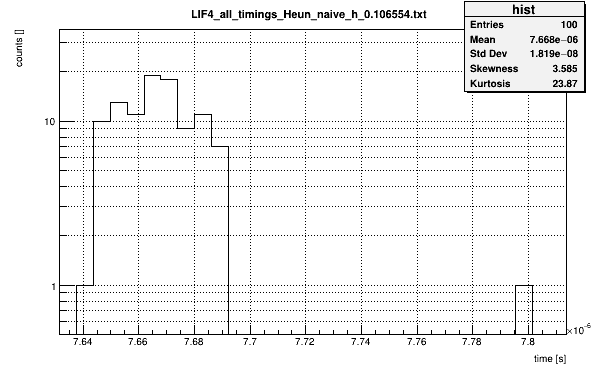 LIF4_all_timings_Heun_naive_h_0.106554.txt
hist
Entries 100
Mean 7.668e−06
Std Dev 1.819e−08
Skewness 3.585
Kurtosis 23.87
counts []
10
1
7.64 7.66 7.68 7.7 7.72 7.74 7.76 7.78 7.8
×10⁻⁶
time [s]